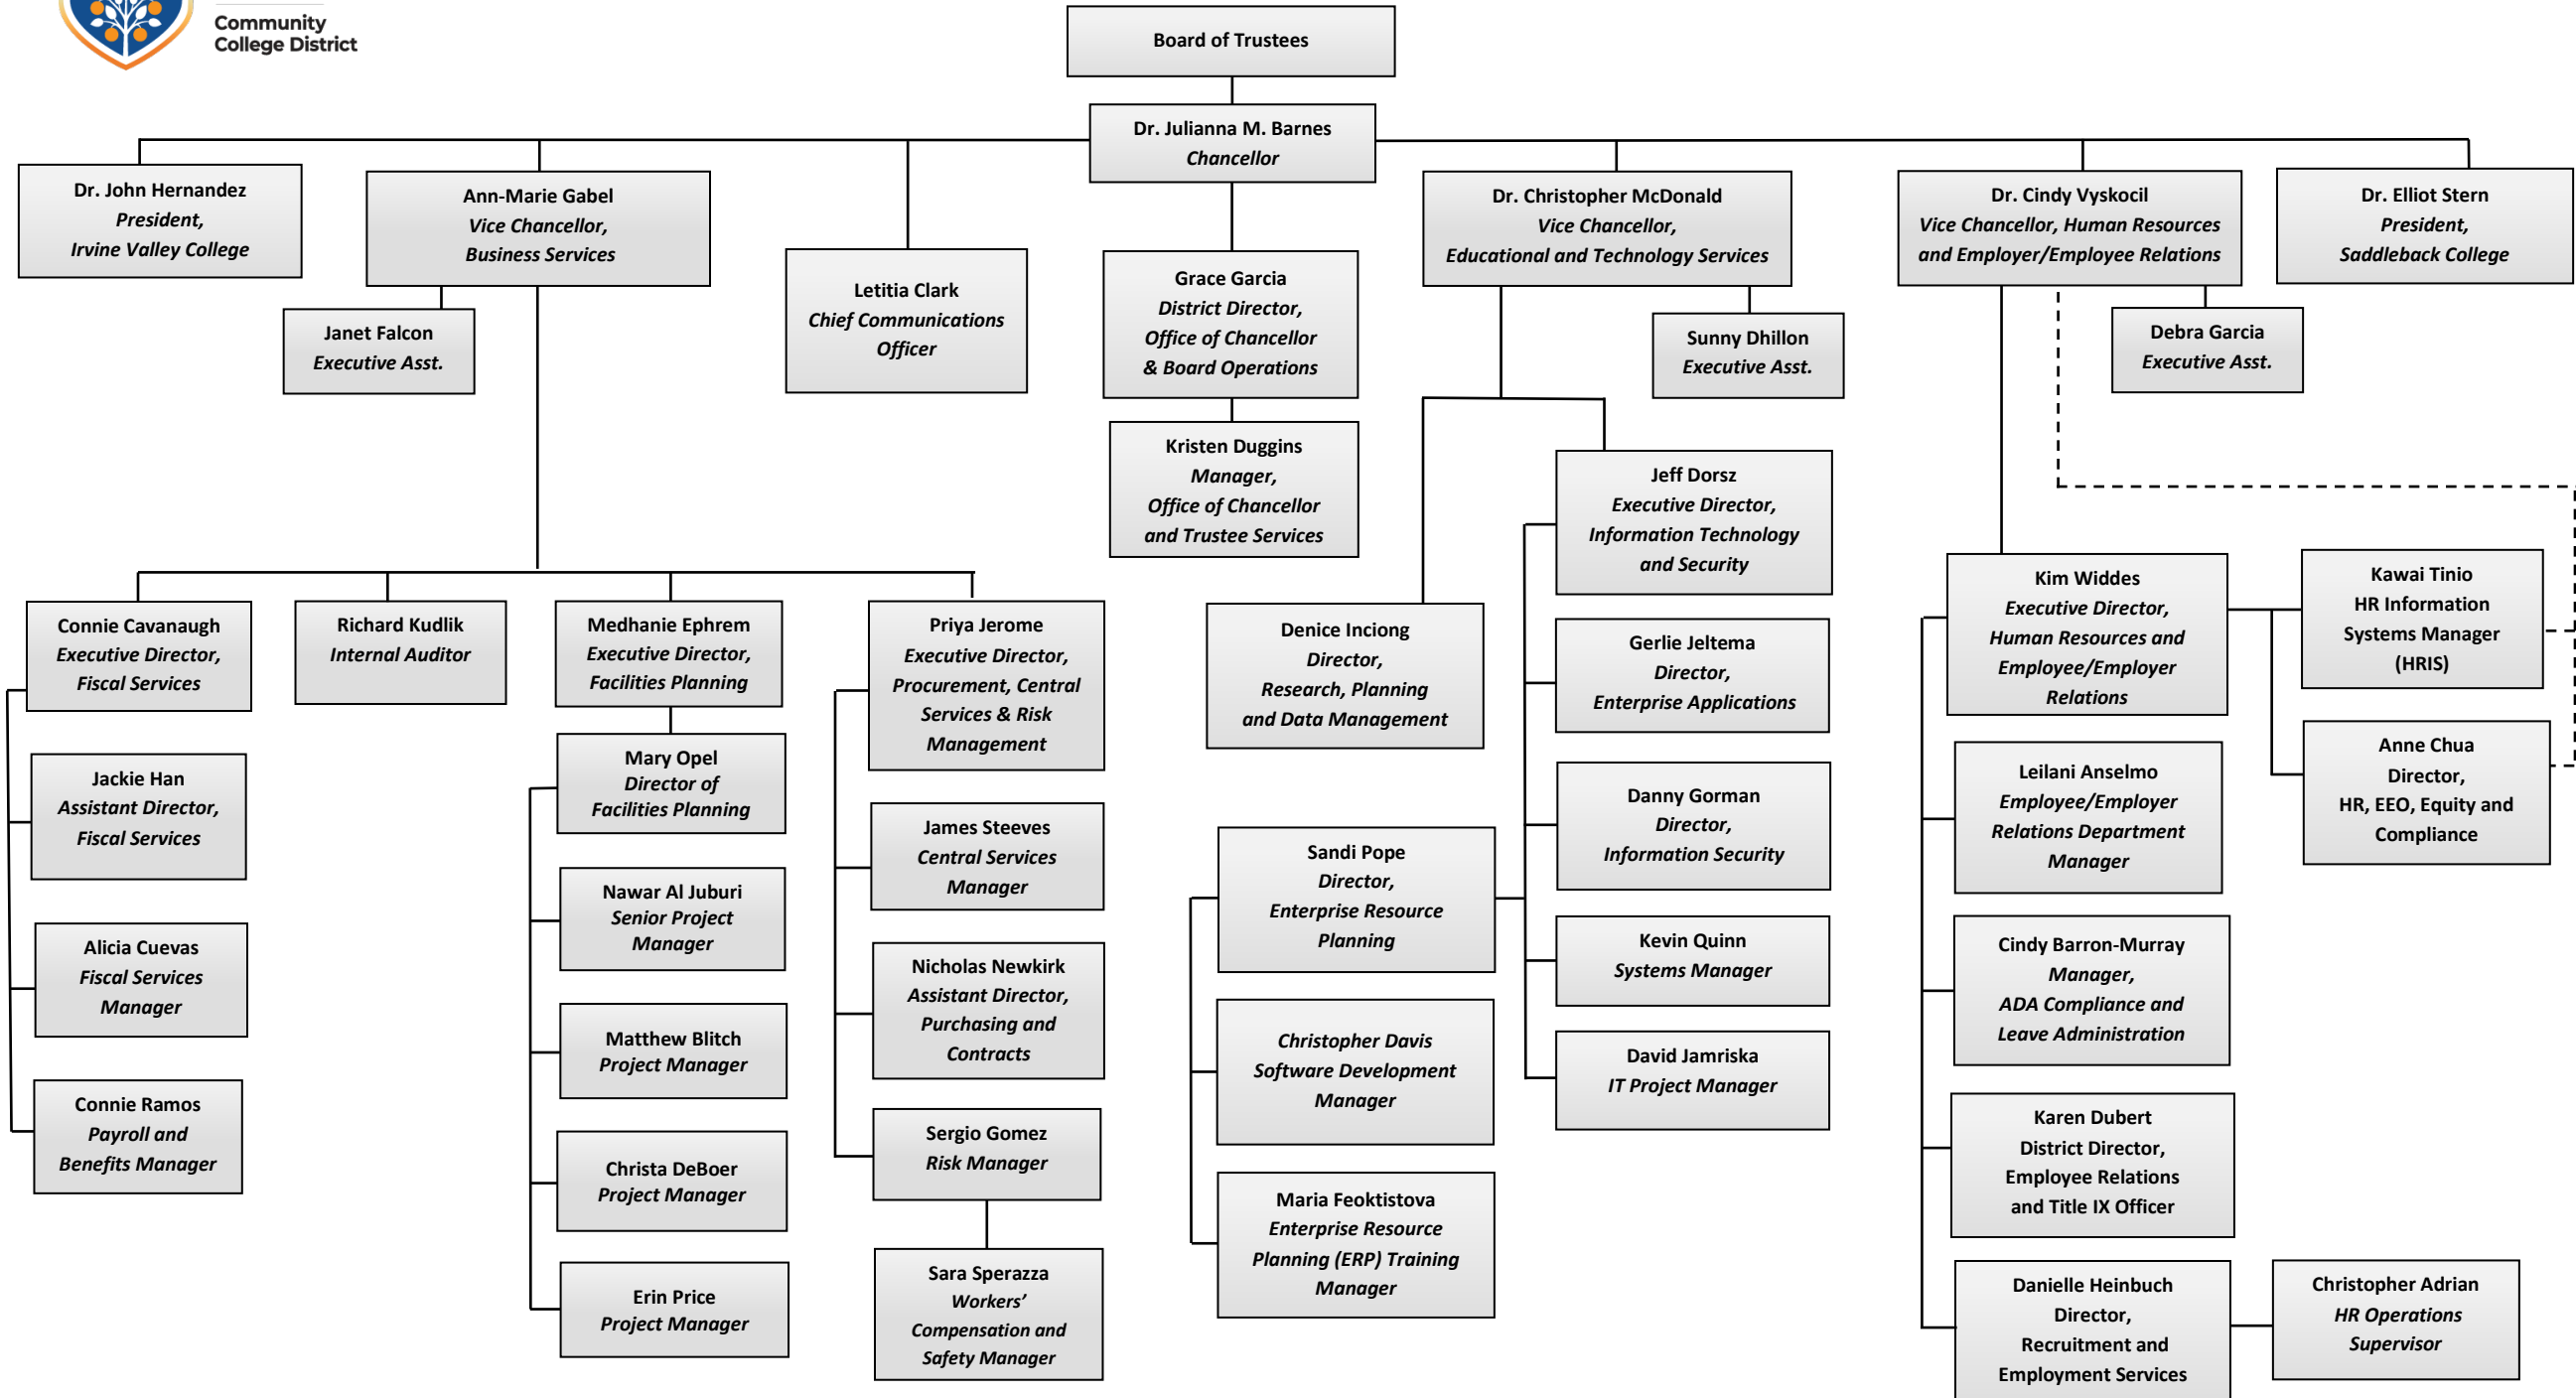 Community
College District
Board of Trustees
Dr. Julianna M. Barnes
Chancellor
Dr. John Hernandez
President,
Irvine Valley College
Ann-Marie Gabel
Vice Chancellor,
Business Services
Janet Falcon
Executive Asst.
Letitia Clark
Chief Communications
Officer
Grace Garcia
District Director,
Office of Chancellor
& Board Operations
Kristen Duggins
Manager,
Office of Chancellor
and Trustee Services
Dr. Christopher McDonald
Vice Chancellor,
Educational and Technology Services
Sunny Dhillon
Executive Asst.
Dr. Cindy Vyskocil
Vice Chancellor, Human Resources
and Employer/Employee Relations
Debra Garcia
Executive Asst.
Dr. Elliot Stern
President,
Saddleback College
Connie Cavanaugh
Executive Director,
Fiscal Services
Jackie Han
Assistant Director,
Fiscal Services
Alicia Cuevas
Fiscal Services
Manager
Connie Ramos
Payroll and
Benefits Manager
Richard Kudlik
Internal Auditor
Medhanie Ephrem
Executive Director,
Facilities Planning
Mary Opel
Director of
Facilities Planning
Nawar Al Juburi
Senior Project
Manager
Matthew Blitch
Project Manager
Christa DeBoer
Project Manager
Erin Price
Project Manager
Priya Jerome
Executive Director,
Procurement, Central
Services & Risk
Management
James Steeves
Central Services
Manager
Nicholas Newkirk
Assistant Director,
Purchasing and
Contracts
Sergio Gomez
Risk Manager
Sara Sperazza
Workers’
Compensation and
Safety Manager
Denice Inciong
Director,
Research, Planning
and Data Management
Jeff Dorsz
Executive Director,
Information Technology
and Security
Gerlie Jeltema
Director,
Enterprise Applications
Danny Gorman
Director,
Information Security
Kevin Quinn
Systems Manager
David Jamriska
IT Project Manager
Sandi Pope
Director,
Enterprise Resource
Planning
Christopher Davis
Software Development
Manager
Maria Feoktistova
Enterprise Resource
Planning (ERP) Training
Manager
Kim Widdes
Executive Director,
Human Resources and
Employee/Employer
Relations
Kawai Tinio
HR Information
Systems Manager
(HRIS)
Anne Chua
Director,
HR, EEO, Equity and
Compliance
Leilani Anselmo
Employee/Employer
Relations Department
Manager
Cindy Barron-Murray
Manager,
ADA Compliance and
Leave Administration
Karen Dubert
District Director,
Employee Relations
and Title IX Officer
Danielle Heinbuch
Director,
Recruitment and
Employment Services
Christopher Adrian
HR Operations
Supervisor